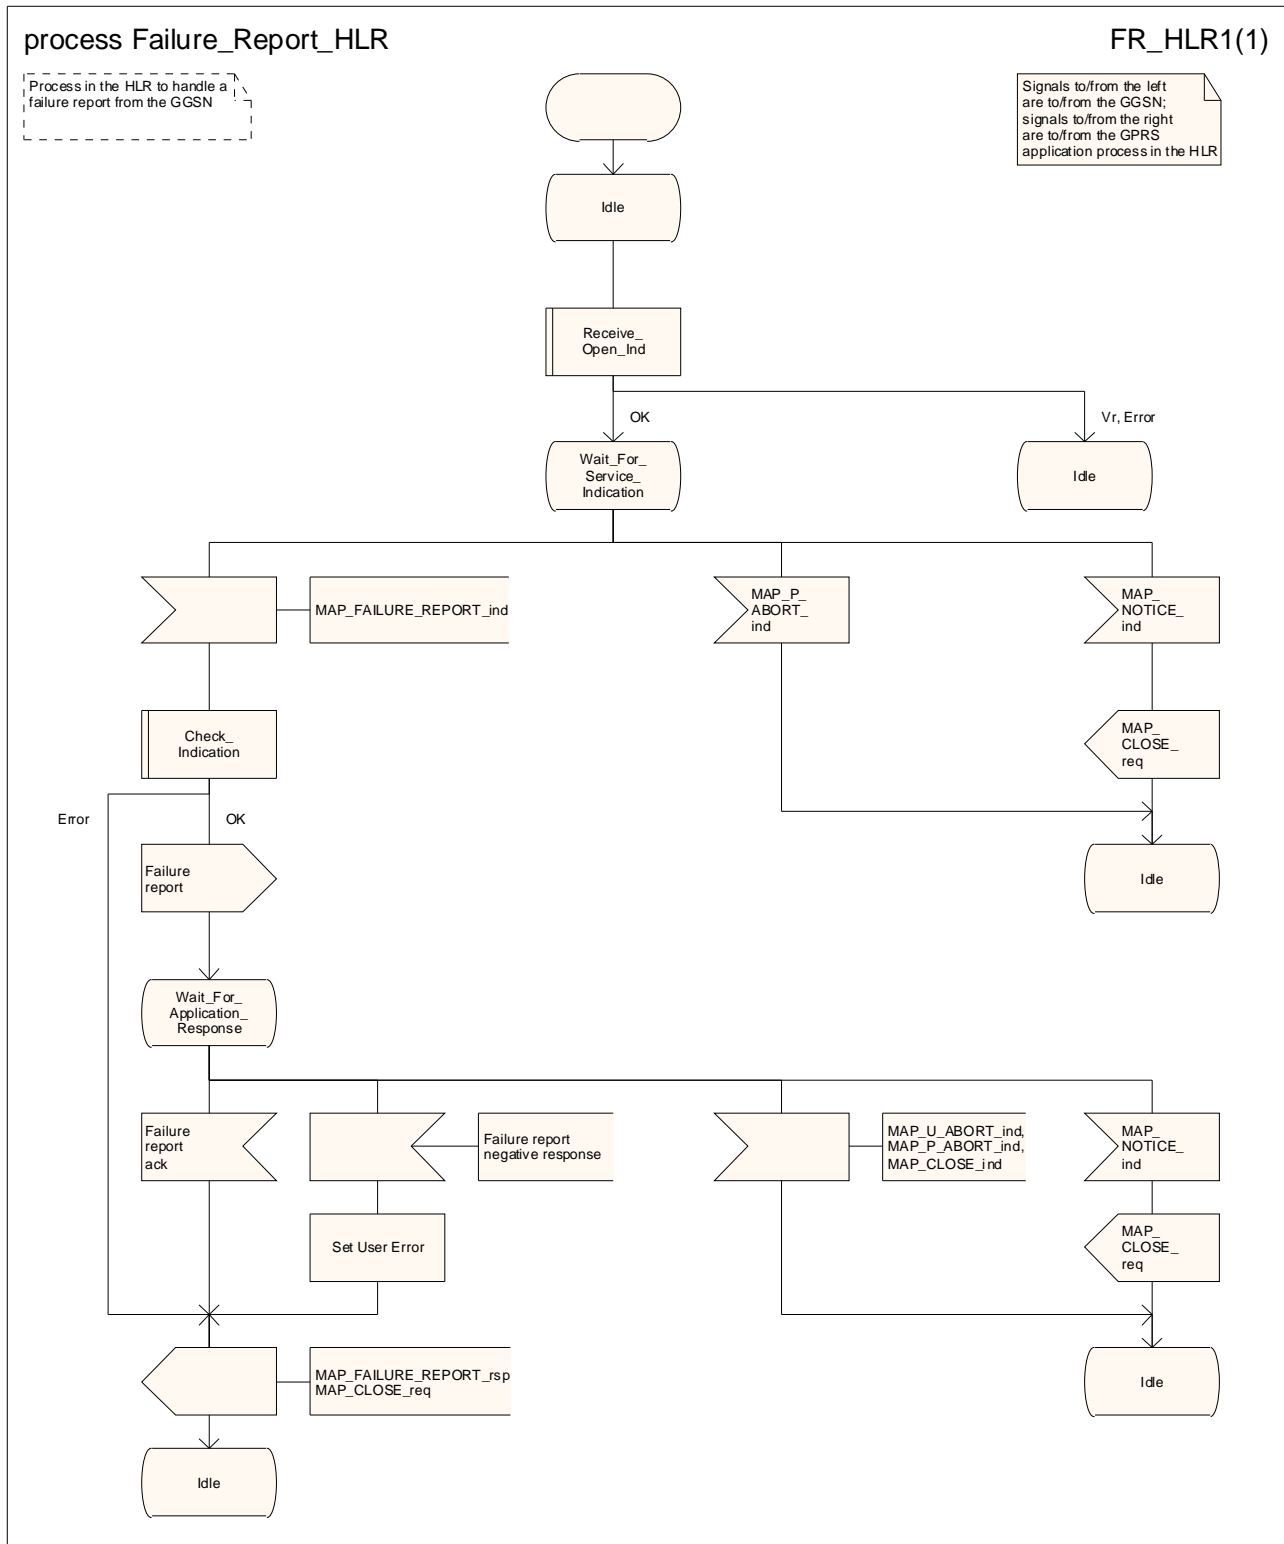 process Failure_Report_HLR
FR_HLR1(1)
Process in the HLR to handle a
failure report from the GGSN
Signals to/from the left
are to/from the GGSN;
signals to/from the right
are to/from the GPRS
application process in the HLR
Idle
Receive_
Open_Ind
OK
Vr, Error
Wait_For_
Service_
Indication
Idle
MAP_FAILURE_REPORT_ind
MAP_P_
ABORT_
ind
MAP_
NOTICE_
ind
Check_
Indication
MAP_
CLOSE_
req
Error
OK
Failure
report
Idle
Wait_For_
Application_
Response
Failure
report
ack
Failure report
negative response
MAP_U_ABORT_ind,
MAP_P_ABORT_ind,
MAP_CLOSE_ind
MAP_
NOTICE_
ind
Set User Error
MAP_
CLOSE_
req
MAP_FAILURE_REPORT_rsp
MAP_CLOSE_req
Idle
Idle